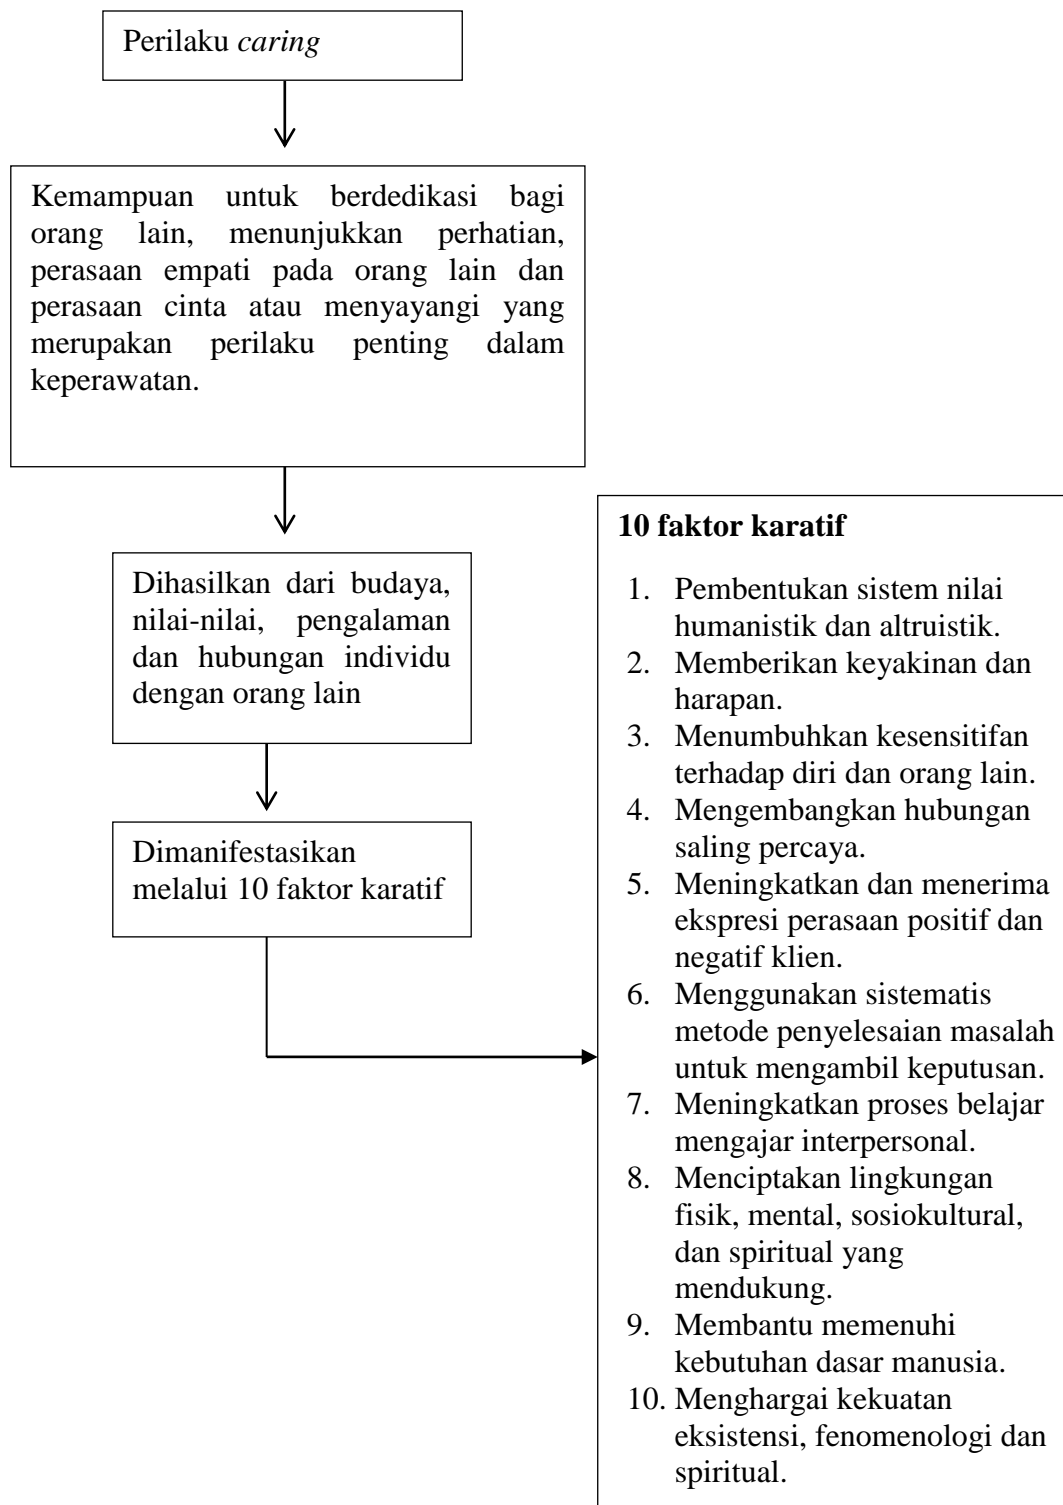 Perilaku caring
Kemampuan untuk berdedikasi bagi
orang lain, menunjukkan perhatian,
perasaan empati pada orang lain dan
perasaan cinta atau menyayangi yang
merupakan perilaku penting dalam
keperawatan.
Dihasilkan dari budaya,
nilai-nilai, pengalaman
dan hubungan individu
dengan orang lain
Dimanifestasikan
melalui 10 faktor karatif
10 faktor karatif
1. Pembentukan sistem nilai
humanistik dan altruistik.
2. Memberikan keyakinan dan
harapan.
3. Menumbuhkan kesensitifan
terhadap diri dan orang lain.
4. Mengembangkan hubungan
saling percaya.
5. Meningkatkan dan menerima
ekspresi perasaan positif dan
negatif klien.
6. Menggunakan sistematis
metode penyelesaian masalah
untuk mengambil keputusan.
7. Meningkatkan proses belajar
mengajar interpersonal.
8. Menciptakan lingkungan
fisik, mental, sosiokultural,
dan spiritual yang
mendukung.
9. Membantu memenuhi
kebutuhan dasar manusia.
10. Menghargai kekuatan
eksistensi, fenomenologi dan
spiritual.